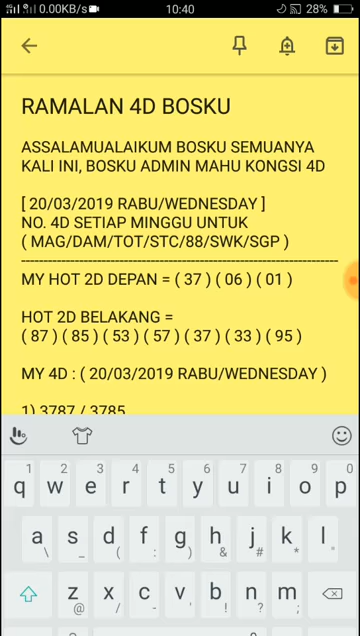 0.00KB/s 10:40 28%
RAMALAN 4D BOSKU
ASSALAMUALAIKUM BOSKU SEMUANYA
KALI INI, BOSKU ADMIN MAHU KONGSI 4D
[ 20/03/2019 RABU/WEDNESDAY ]
NO. 4D SETIAP MINGGU UNTUK
( MAG/DAM/TOT/STC/88/SWK/SGP )
------------------------------------------------------------
MY HOT 2D DEPAN = ( 37 ) ( 06 ) ( 01 )
HOT 2D BELAKANG =
( 87 ) ( 85 ) ( 53 ) ( 57 ) ( 37 ) ( 33 ) ( 95 )
MY 4D : ( 20/03/2019 RABU/WEDNESDAY )
1) 3787 / 3785
1 2 3 4 5 6 7 8 9 0
q w e r t y u i o p
a s d f g h j k l
\ _ ( : ) & # * "
z x c v b n m
@ / - ' ! ? ;